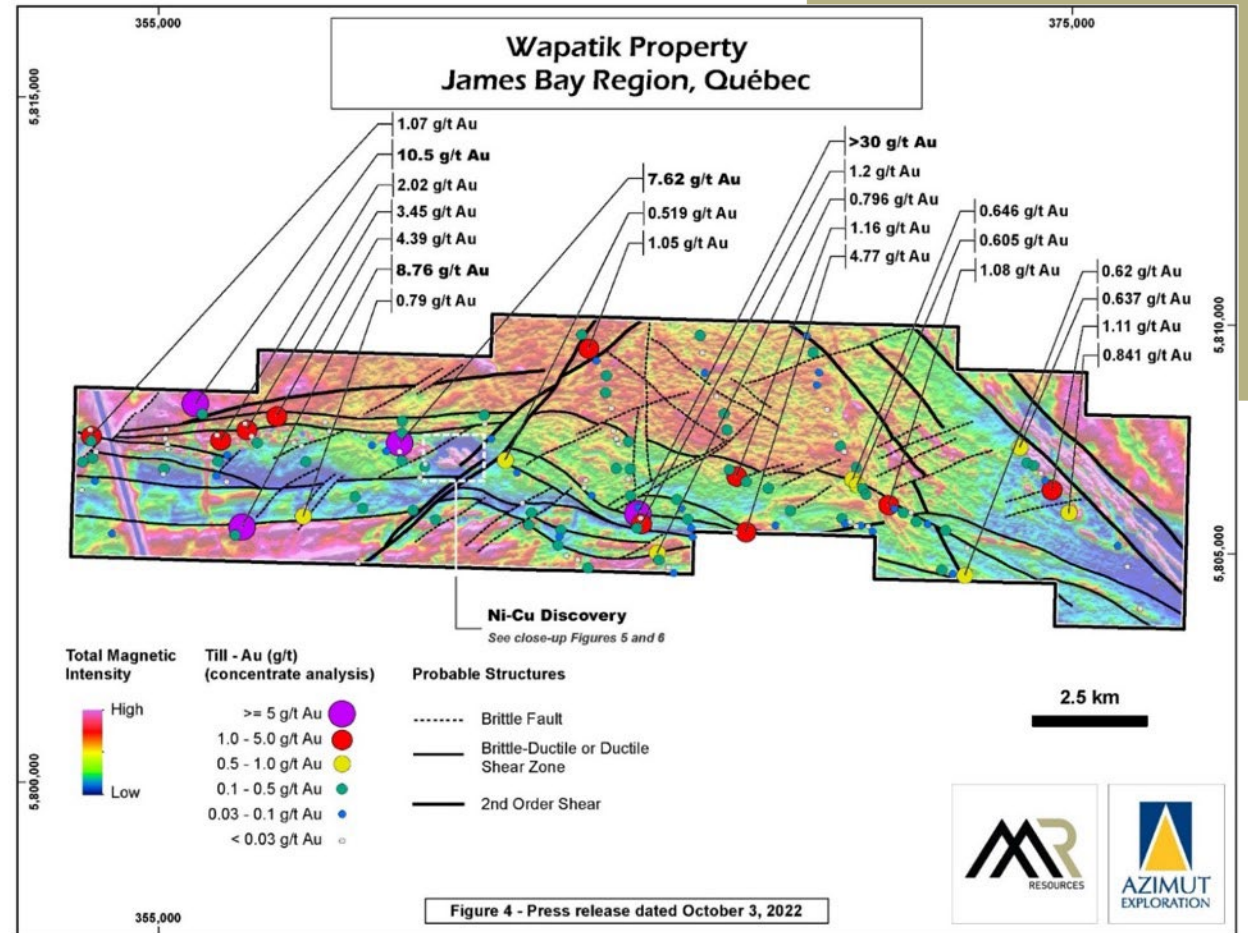 355,000
375,000
Wapatik Property
James Bay Region, Québec
5,815,000
1.07 g/t Au
10.5 g/t Au
2.02 g/t Au
3.45 g/t Au
4.39 g/t Au
8.76 g/t Au
0.79 g/t Au
7.62 g/t Au
0.519 g/t Au
1.05 g/t Au
>30 g/t Au
1.2 g/t Au
0.796 g/t Au
1.16 g/t Au
4.77 g/t Au
0.646 g/t Au
0.605 g/t Au
1.08 g/t Au
0.62 g/t Au
0.637 g/t Au
1.11 g/t Au
0.841 g/t Au
5,810,000
5,805,000
Ni-Cu Discovery
See close-up Figures 5 and 6
Total Magnetic
Intensity
High
Low
Till - Au (g/t)
(concentrate analysis)
>= 5 g/t Au
1.0 - 5.0 g/t Au
0.5 - 1.0 g/t Au
0.1 - 0.5 g/t Au
0.03 - 0.1 g/t Au
< 0.03 g/t Au
Probable Structures
Brittle Fault
Brittle-Ductile or Ductile
Shear Zone
2nd Order Shear
2.5 km
5,800,000
RESOURCES
AZIMUT
EXPLORATION
355,000
Figure 4 - Press release dated October 3, 2022